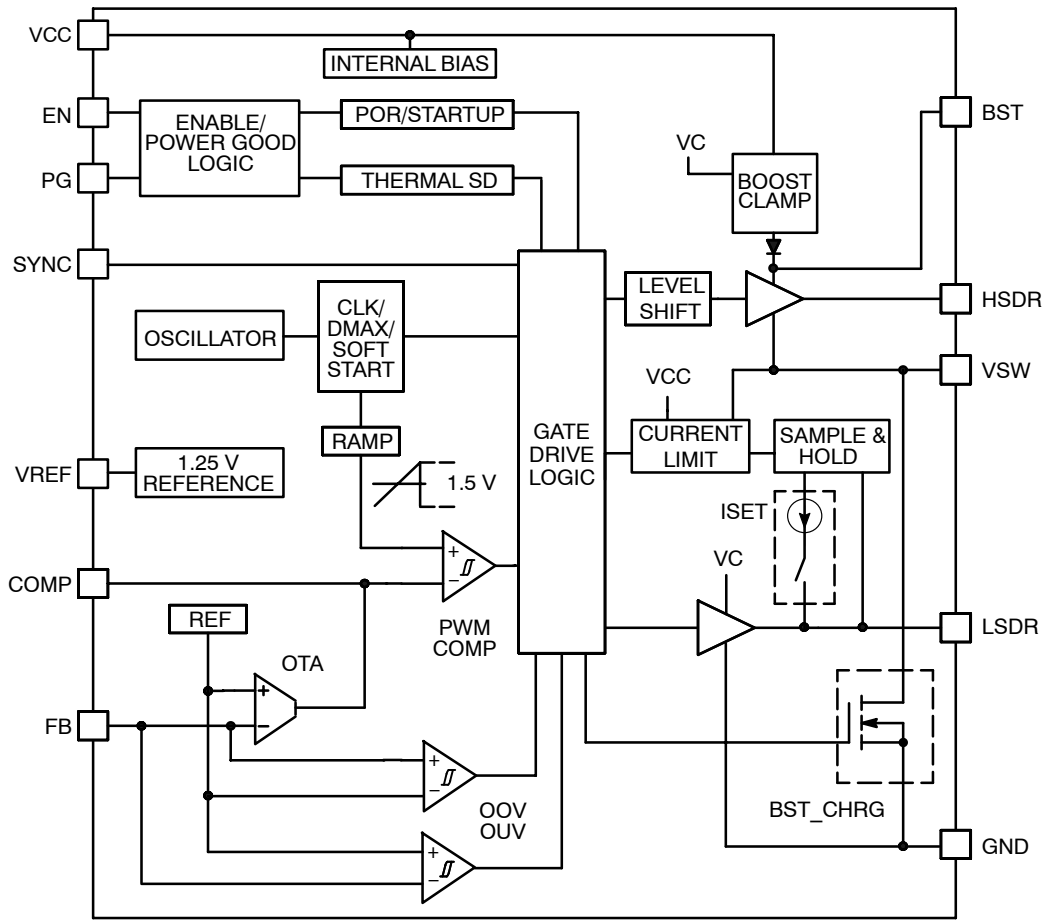 VCC
INTERNAL BIAS
EN
ENABLE/
POWER GOOD
LOGIC
POR/STARTUP
BST
PG
THERMAL SD
VC
BOOST
CLAMP
SYNC
LEVEL
SHIFT
HSDR
OSCILLATOR
CLK/
DMAX/
SOFT
START
VSW
VCC
RAMP
GATE
DRIVE
LOGIC
CURRENT
LIMIT
SAMPLE &
HOLD
VREF
1.25 V
REFERENCE
1.5 V
ISET
+
−
COMP
VC
REF
PWM
COMP
LSDR
OTA
+
−
FB
+
−
OOV
OUV
BST_CHRG
+
−
GND